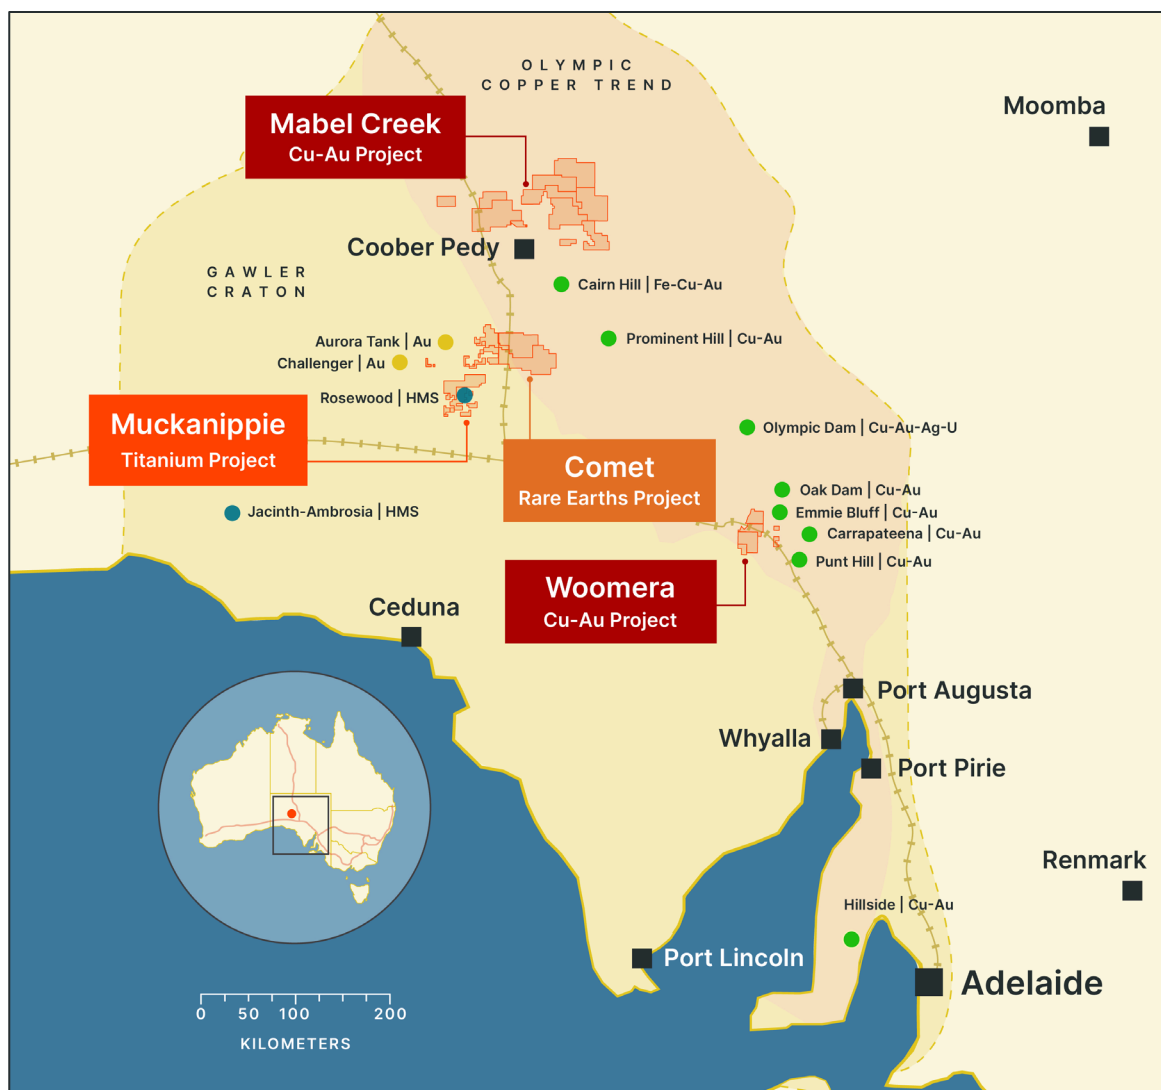 OLYMPIC
COPPER TREND
Moomba
Mabel Creek
Cu-Au Project
Coober Pedy
GAWLER
CRATON
Cairn Hill | Fe-Cu-Au
Aurora Tank | Au
Prominent Hill | Cu-Au
Challenger | Au
Rosewood | HMS
Muckanippie
Titanium Project
Olympic Dam | Cu-Au-Ag-U
Comet
Rare Earths Project
Oak Dam | Cu-Au
Jacinth-Ambrosia | HMS
Emmie Bluff | Cu-Au
Carrapateena | Cu-Au
Punt Hill | Cu-Au
Woomera
Cu-Au Project
Ceduna
Port Augusta
Whyalla
Port Pirie
Renmark
Hillside | Cu-Au
Port Lincoln
Adelaide
0 50 100 200
KILOMETERS